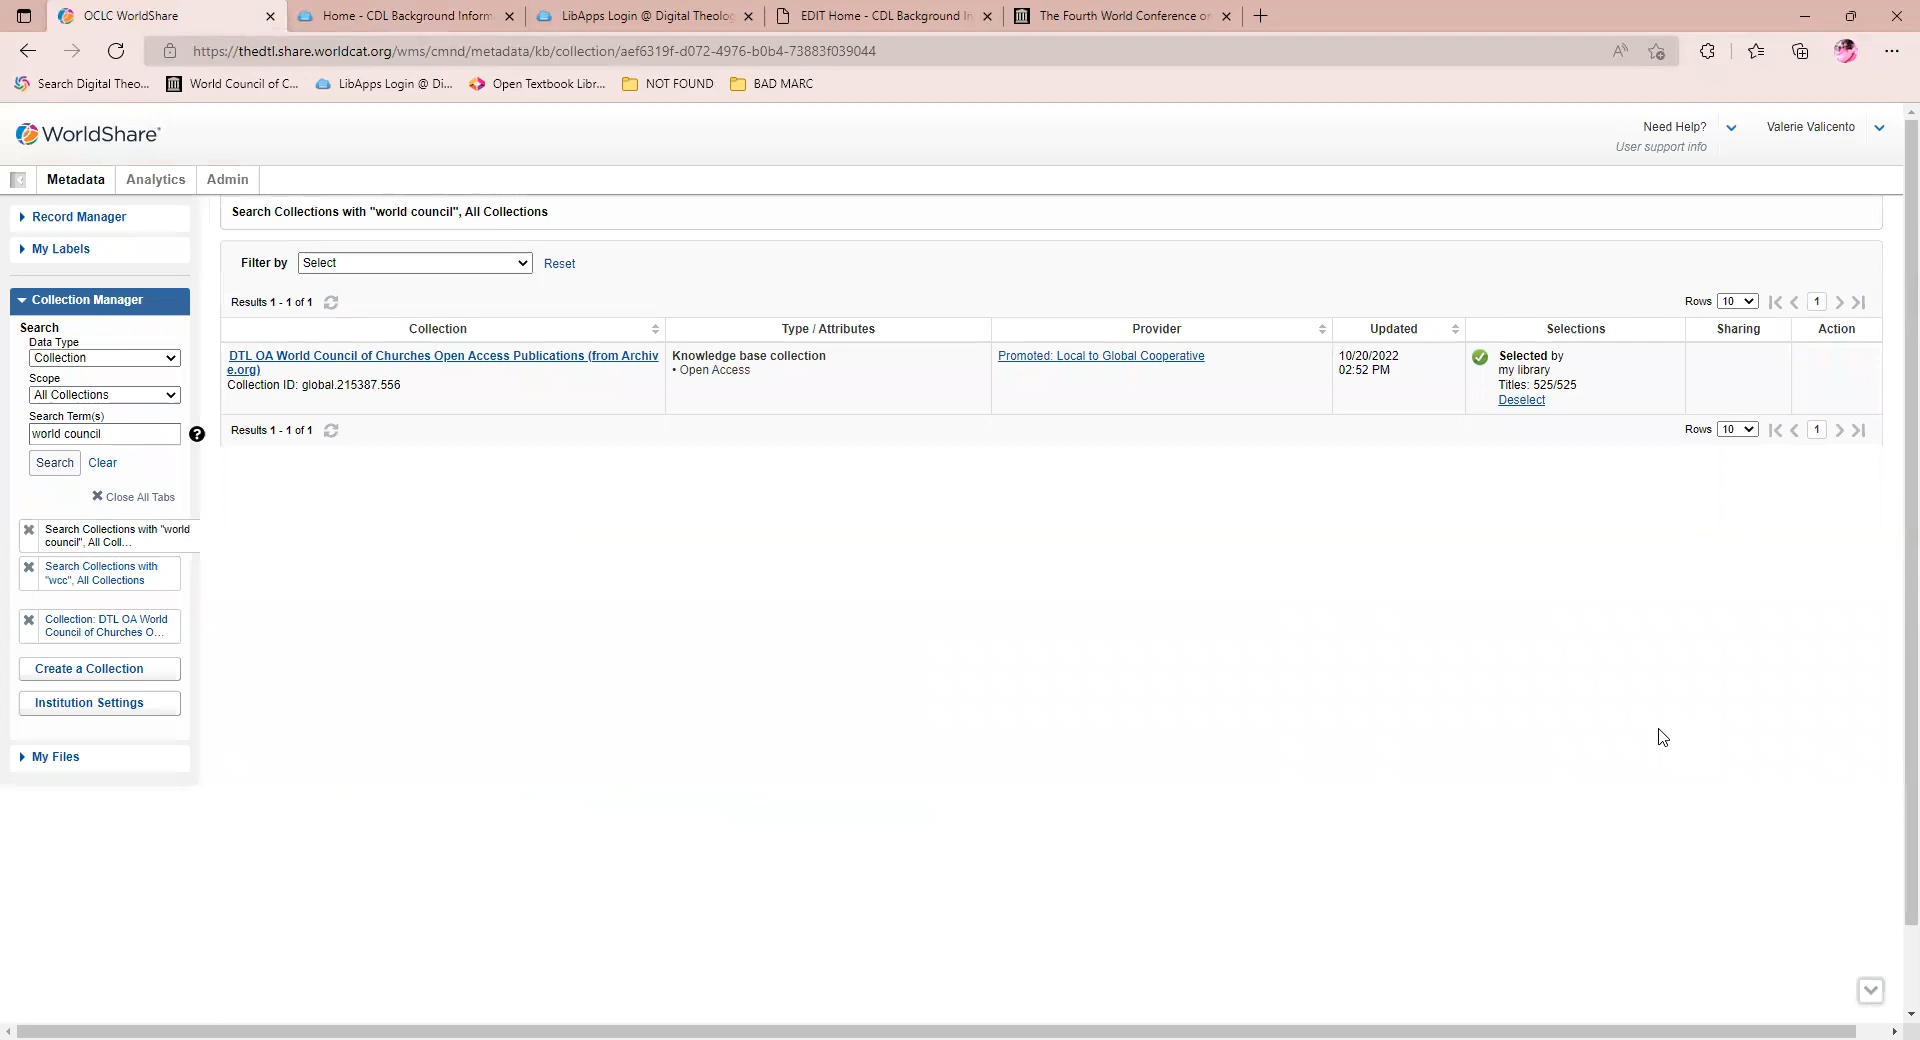 OCLC WorldShare
Home - CDL Background Inform
LibApps Login @ Digital Theolog
EDIT Home - CDL Background In
The Fourth World Conference on
https://thedtl.share.worldcat.org/wms/cmnd/metadata/kb/collection/aef6319f-d072-4976-b0b4-73883f039044
Search Digital Theo...
World Council of C...
LibApps Login @ Di...
Open Textbook Libr...
NOT FOUND
BAD MARC
WorldShare®
Need Help?
Valerie Valicento
User support info
Metadata
Analytics
Admin
Record Manager
My Labels
Collection Manager
Search
Data Type
Collection
Scope
All Collections
Search Term(s)
world council
Search
Clear
Close All Tabs
Search Collections with "world
council", All Coll...
Search Collections with
"wcc", All Collections
Collection: DTL OA World
Council of Churches O...
Create a Collection
Institution Settings
My Files
Search Collections with "world council", All Collections
Filter by
Select
Reset
Results 1 - 1 of 1
Rows
10
1
Collection
Type / Attributes
Provider
Updated
Selections
Sharing
Action
DTL OA World Council of Churches Open Access Publications (from Archiv
e.org)
Collection ID: global.215387.556
Knowledge base collection
• Open Access
Promoted: Local to Global Cooperative
10/20/2022
02:52 PM
Selected by
my library
Titles: 525/525
Deselect
Results 1 - 1 of 1
Rows
10
1